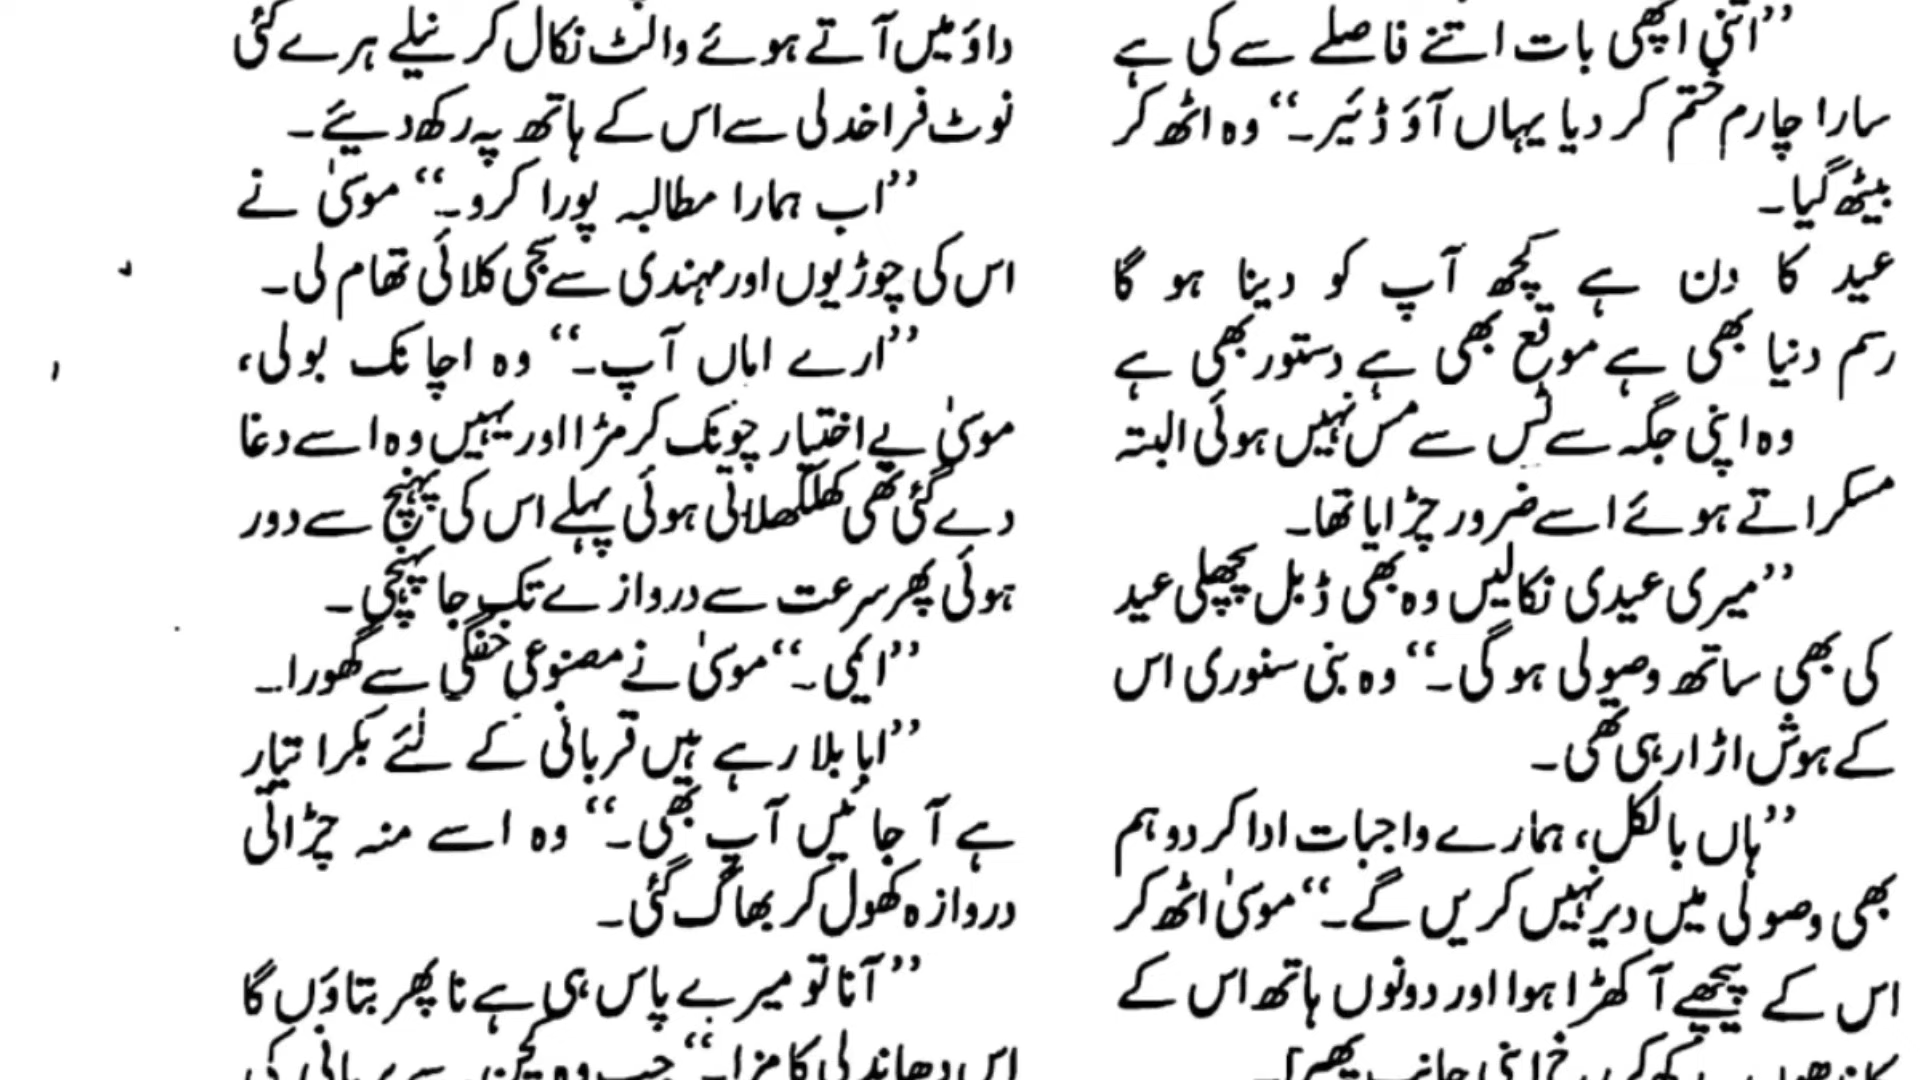 ’’اتنی اچھی بات اتنے فاصلے سے کی ہے
سارا چارم ختم کر دیا یہاں آؤ ڈئیر۔‘‘ وہ اٹھ کر
بیٹھ گیا۔
عید کا دن ہے کچھ آپ کو دینا ہو گا
رسم دنیا بھی ہے موقع بھی ہے دستور بھی ہے
وہ اپنی جگہ سے ٹس سے مس نہیں ہوئی البتہ
مسکراتے ہوئے اسے ضرور چڑایا تھا۔
’’میری عیدی نکالیں وہ بھی ڈبل پچھلی عید
کی بھی ساتھ وصولی ہو گی۔‘‘ وہ بنی سنوری اس
کے ہوش اڑا رہی تھی۔
’’ہاں بالکل، ہمارے واجبات ادا کر دو ہم
بھی وصولی میں دیر نہیں کریں گے۔‘‘ موسیٰ اٹھ کر
اس کے پیچھے آ کھڑا ہوا اور دونوں ہاتھ اس کے
رخ اپنی جانب پھیرا۔
داؤ میں آتے ہوئے والٹ نکال کر نیلے ہرے کئی
نوٹ فراخدلی سے اس کے ہاتھ پہ رکھ دیئے۔
’’اب ہمارا مطالبہ پورا کرو۔‘‘ موسیٰ نے
اس کی چوڑیوں اور مہندی سے سجی کلائی تھام لی۔
’’ارے اماں آپ۔‘‘ وہ اچانک بولی،
موسیٰ بے اختیار چونک کر مڑا اور یہیں وہ اسے دغا
دے گئی تھی کھلکھلاتی ہوئی پہلے اس کی پہنچ سے دور
ہوئی پھر سرعت سے دروازے تک جا پہنچی۔
’’ایمی۔‘‘ موسیٰ نے مصنوعی خفگی سے گھورا۔
’’ابا بلا رہے ہیں قربانی کے لئے بکرا تیار
ہے آ جائیں آپ بھی۔‘‘ وہ اسے منہ چڑاتی
دروازہ کھول کر بھاگ گئی۔
’’آنا تو میرے پاس ہی ہے نا پھر بتاؤں گا
اس دھاندلی کا مزا۔‘‘ جب وہ